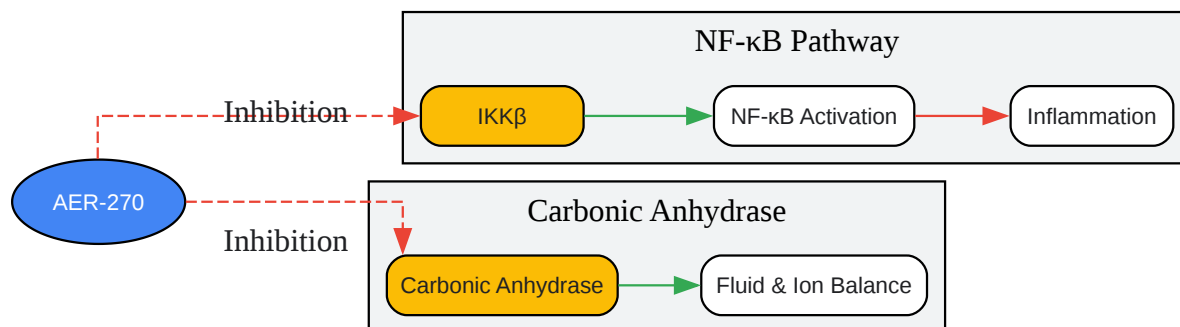 NF-κB Pathway
Inhibition
IKKβ
NF-κB Activation
Inflammation
AER-270
Carbonic Anhydrase
Inhibition
Carbonic Anhydrase
Fluid & Ion Balance